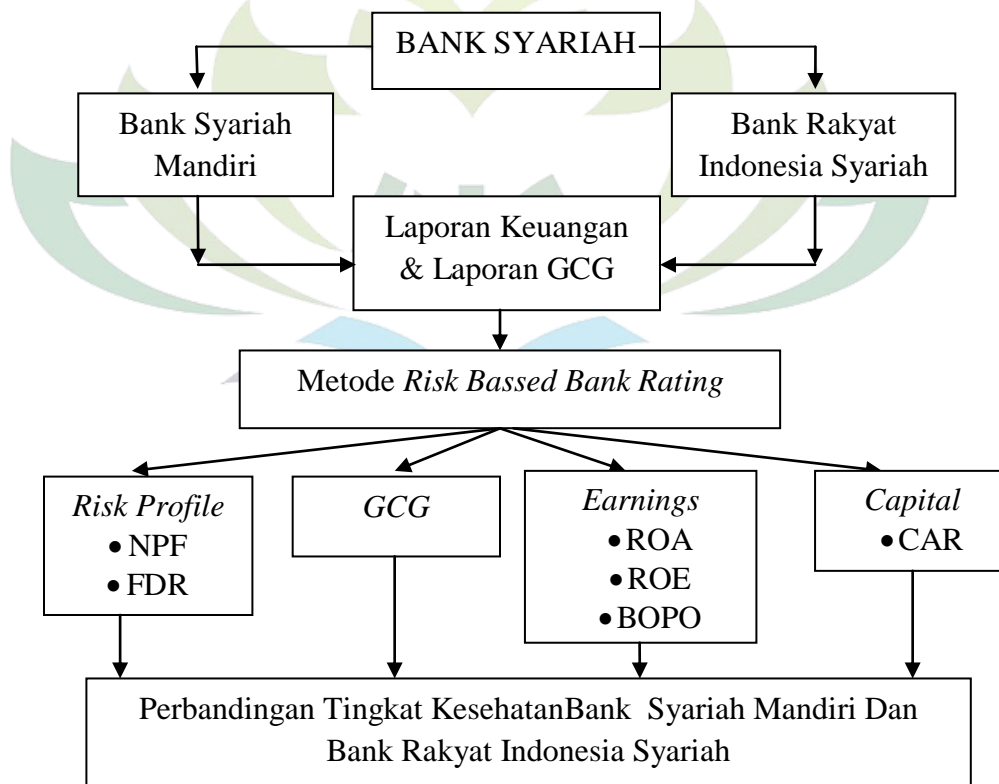 BANK SYARIAH
Bank Syariah
Mandiri
Bank Rakyat
Indonesia Syariah
Laporan Keuangan
& Laporan GCG
Metode Risk Bassed Bank Rating
Risk Profile
• NPF
• FDR
GCG
Earnings
• ROA
• ROE
• BOPO
Capital
• CAR
Perbandingan Tingkat KesehatanBank  Syariah Mandiri Dan
Bank Rakyat Indonesia Syariah